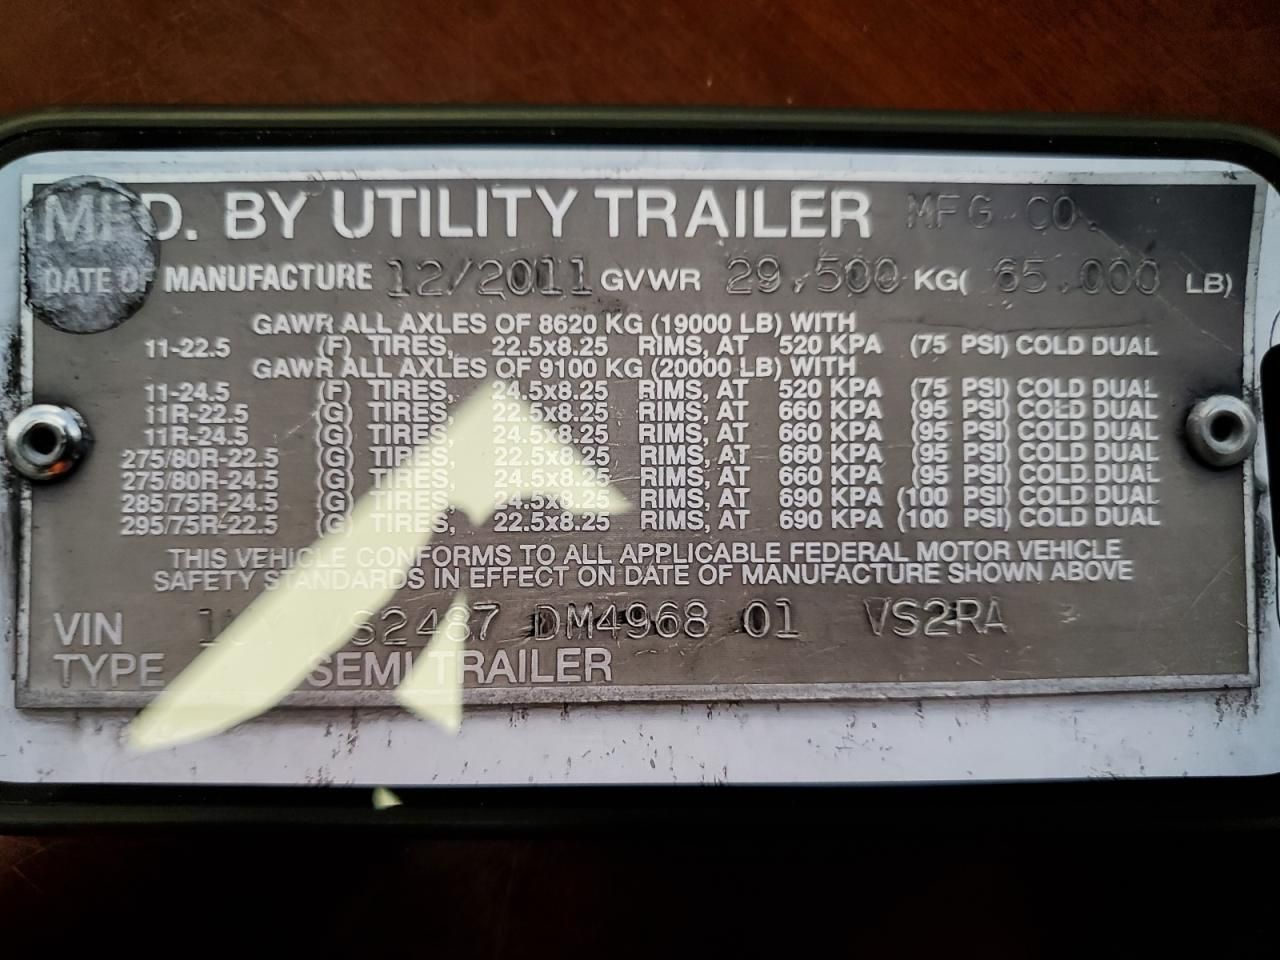 MFD. BY UTILITY TRAILER MFG CO.
DATE OF MANUFACTURE 12/2011 GVWR 29,500 KG( 65,000 LB)
GAWR ALL AXLES OF 8620 KG (19000 LB) WITH
11-22.5 (F) TIRES, 22.5x8.25 RIMS, AT 520 KPA (75 PSI) COLD DUAL
GAWR ALL AXLES OF 9100 KG (20000 LB) WITH
11-24.5 (F) TIRES, 24.5x8.25 RIMS, AT 520 KPA (75 PSI) COLD DUAL
11R-22.5 (G) TIRES, 22.5x8.25 RIMS, AT 660 KPA (95 PSI) COLD DUAL
11R-24.5 (G) TIRES, 24.5x8.25 RIMS, AT 660 KPA (95 PSI) COLD DUAL
275/80R-22.5 (G) TIRES, 22.5x8.25 RIMS, AT 660 KPA (95 PSI) COLD DUAL
275/80R-24.5 (G) TIRES, 24.5x8.25 RIMS, AT 660 KPA (95 PSI) COLD DUAL
285/75R-24.5 (G) TIRES, 24.5x8.25 RIMS, AT 690 KPA (100 PSI) COLD DUAL
295/75R-22.5 (G) TIRES, 22.5x8.25 RIMS, AT 690 KPA (100 PSI) COLD DUAL
THIS VEHICLE CONFORMS TO ALL APPLICABLE FEDERAL MOTOR VEHICLE
SAFETY STANDARDS IN EFFECT ON DATE OF MANUFACTURE SHOWN ABOVE
VIN S2487 DM4968 01 VS2RA
TYPE SEMI TRAILER